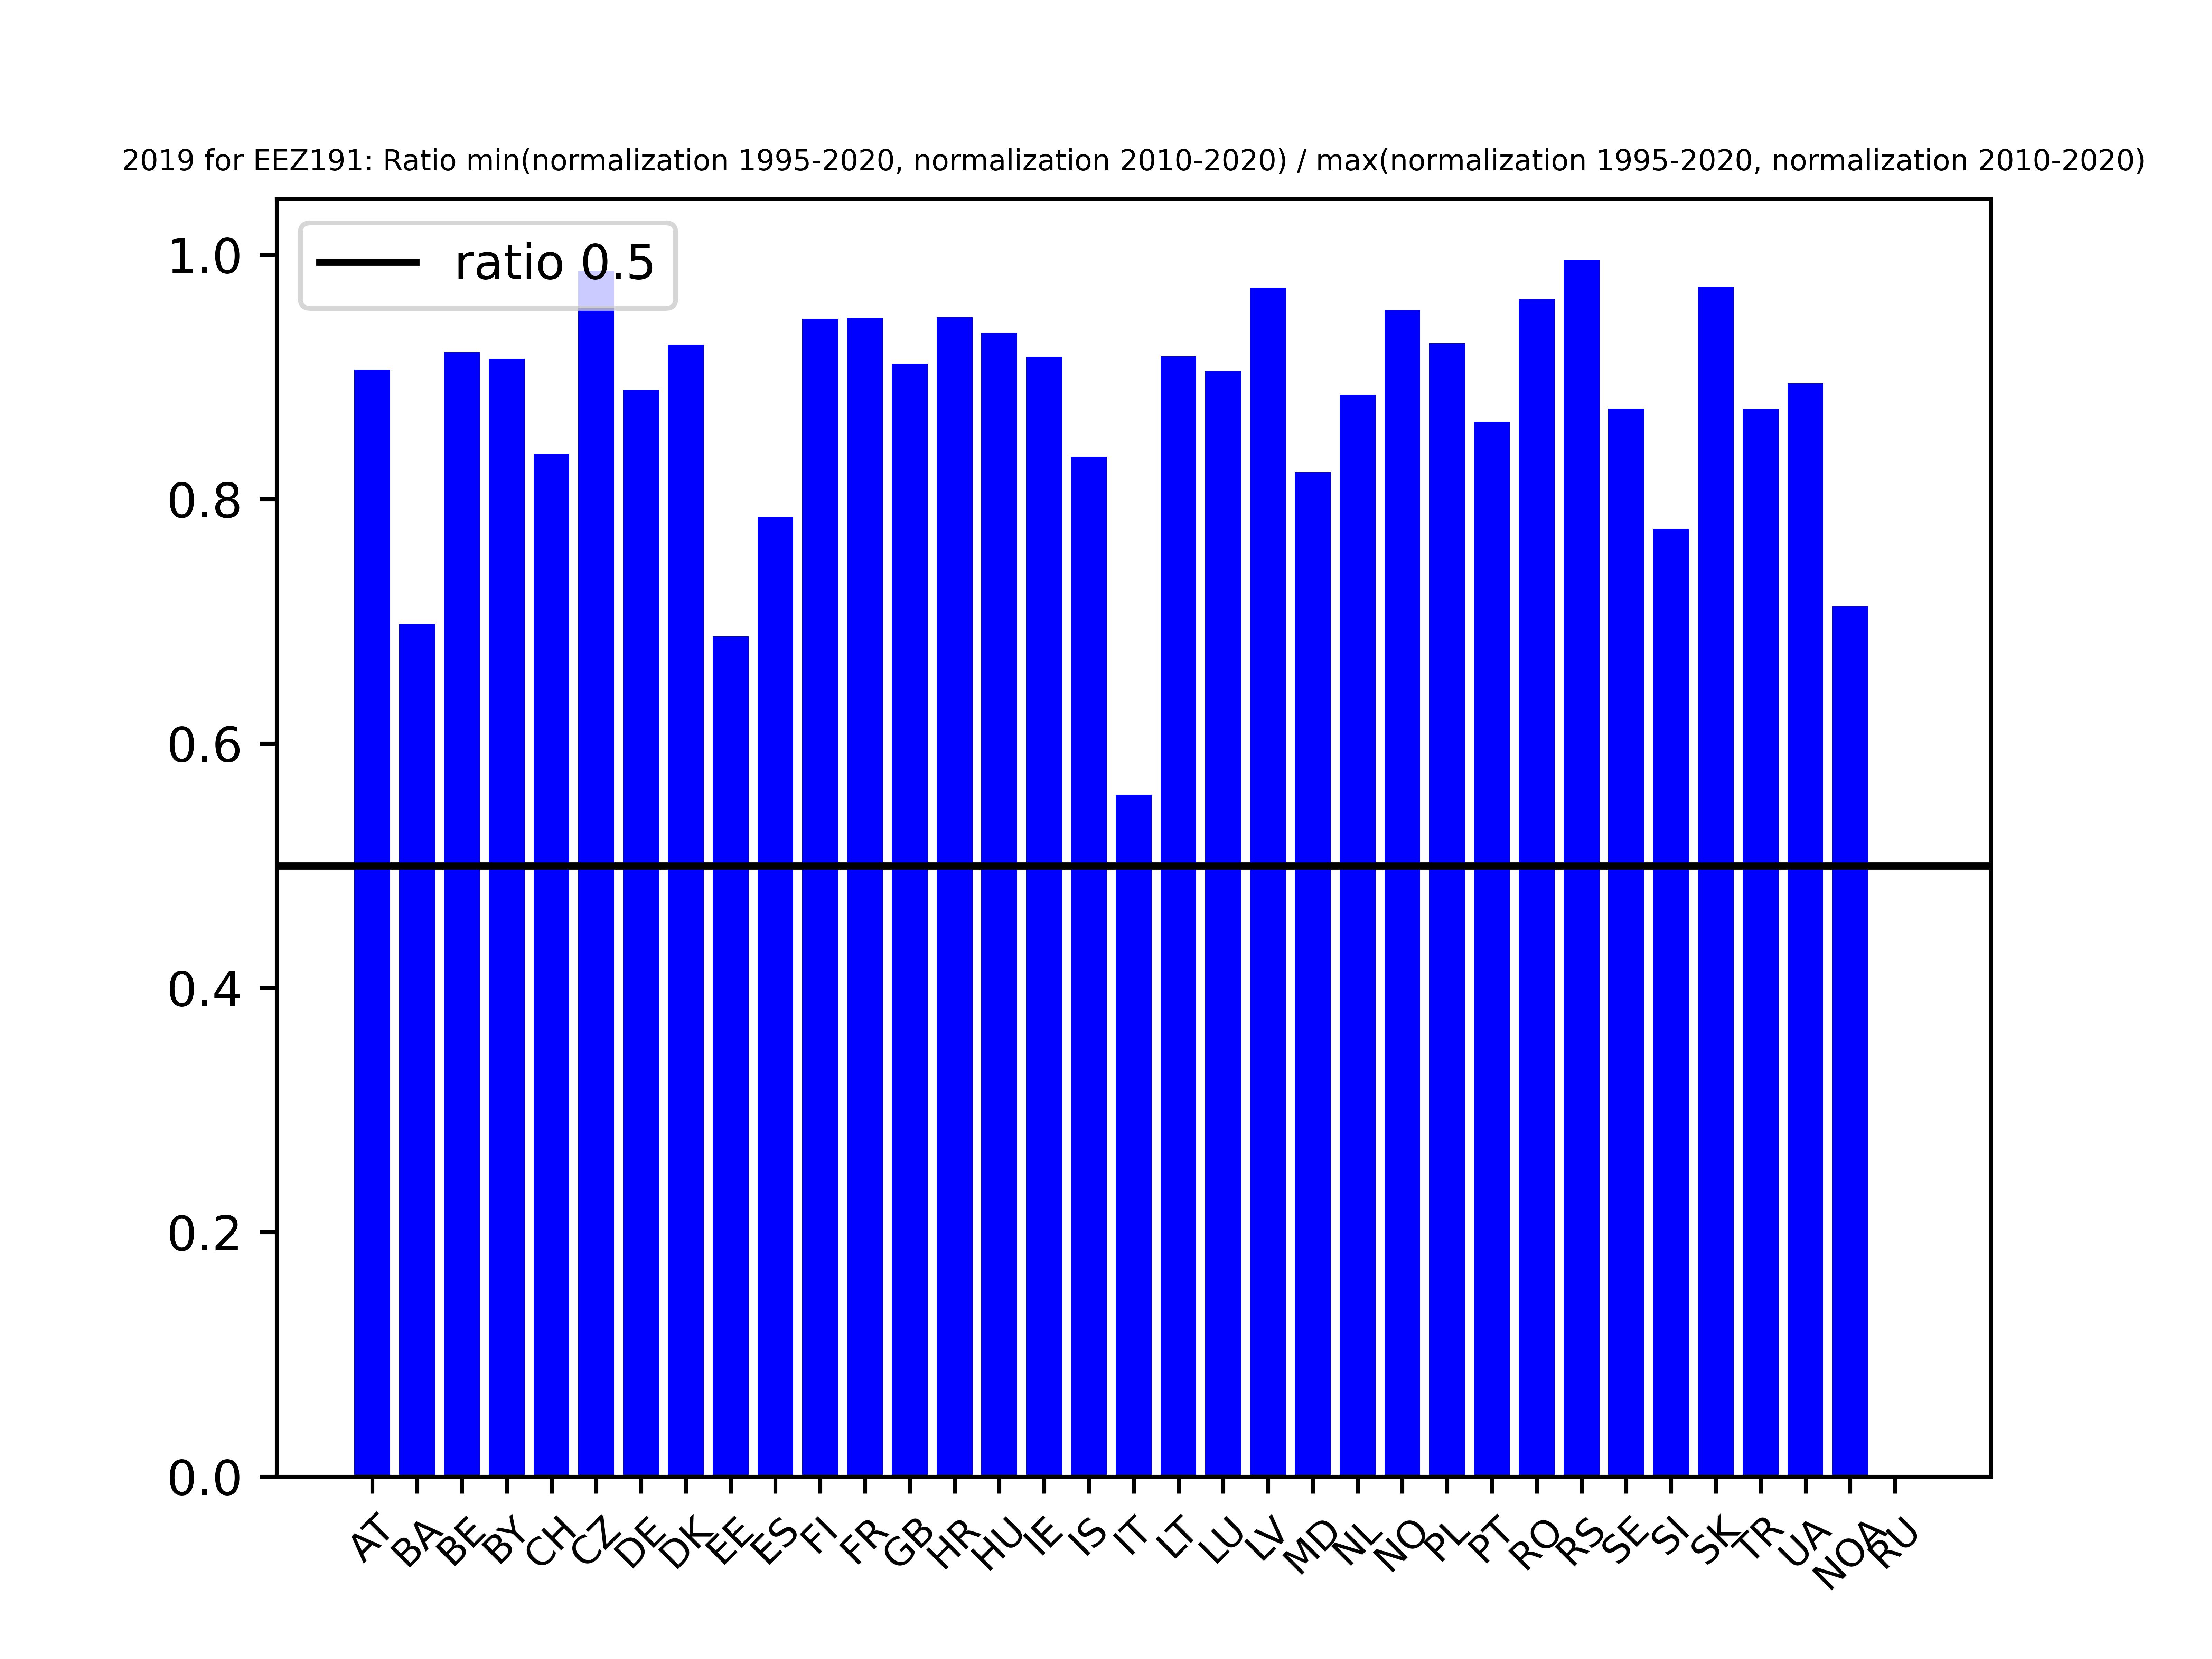 2019 for EEZ191: Ratio min(normalization 1995-2020, normalization 2010-2020) / max(normalization 1995-2020, normalization 2010-2020)
ratio 0.5
1.0
0.8
0.6
0.4
0.2
0.0
AT BA BE BY CH CZ DE DK EE ES FI FR GB HR HU IE IS IT LT LU LV MD NL NO PL PT RO RS SE SI SK TR UA NOA RU